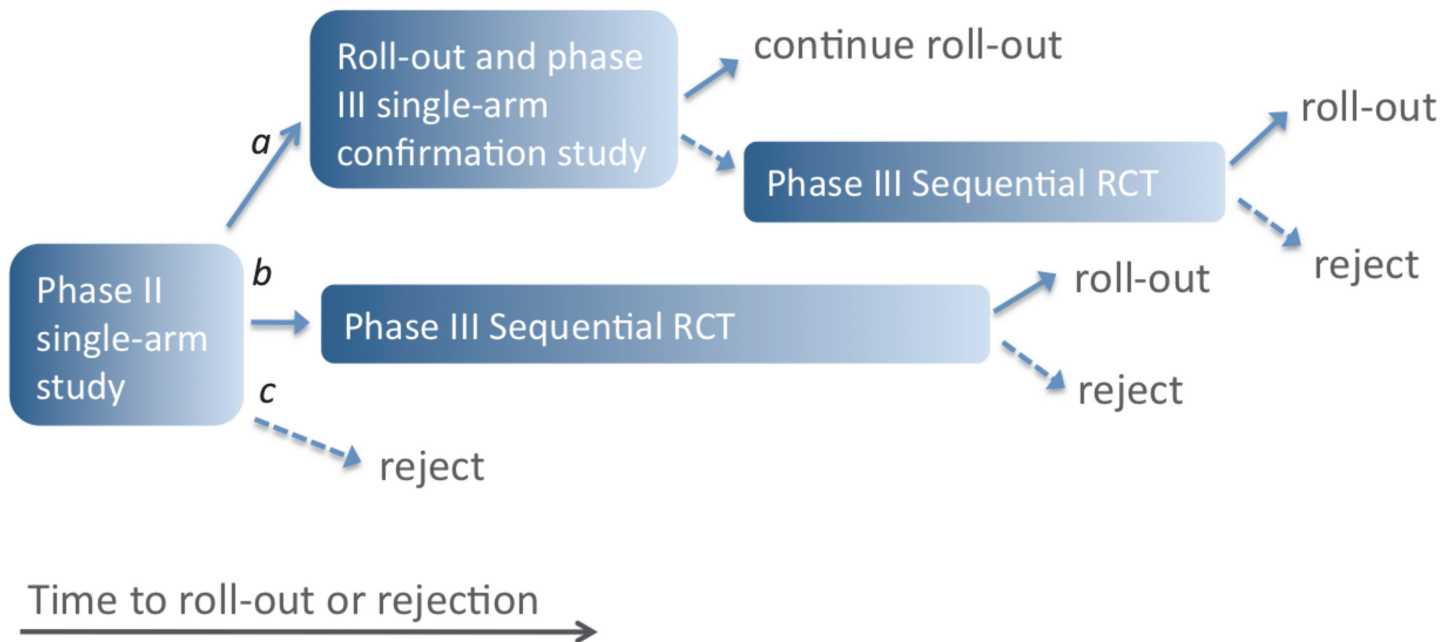 Roll-out and phase
III single-arm
confirmation study
continue roll-out
roll-out
Phase III Sequential RCT
reject
a
b
c
Phase II
single-arm
study
Phase III Sequential RCT
roll-out
reject
reject
Time to roll-out or rejection